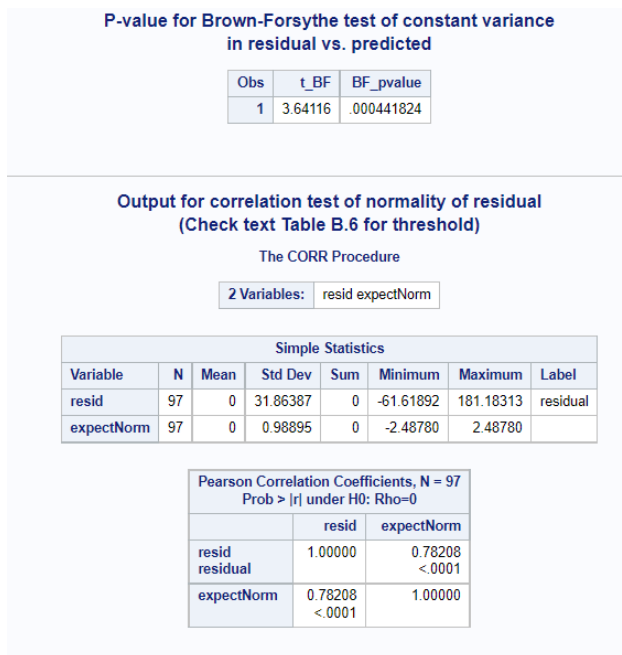 P-value for Brown-Forsythe test of constant variance
in residual vs. predicted
Obs t_BF BF_pvalue
1 3.64116 .000441824
Output for correlation test of normality of residual
(Check text Table B.6 for threshold)
The CORR Procedure
2 Variables: resid expectNorm
Simple Statistics
Variable N Mean Std Dev Sum Minimum Maximum Label
resid 97 0 31.86387 0 -61.61892 181.18313 residual
expectNorm 97 0 0.98895 0 -2.48780 2.48780
Pearson Correlation Coefficients, N = 97
Prob > |r| under H0: Rho=0
resid expectNorm
resid 1.00000 0.78208
residual <.0001
expectNorm 0.78208 1.00000
<.0001